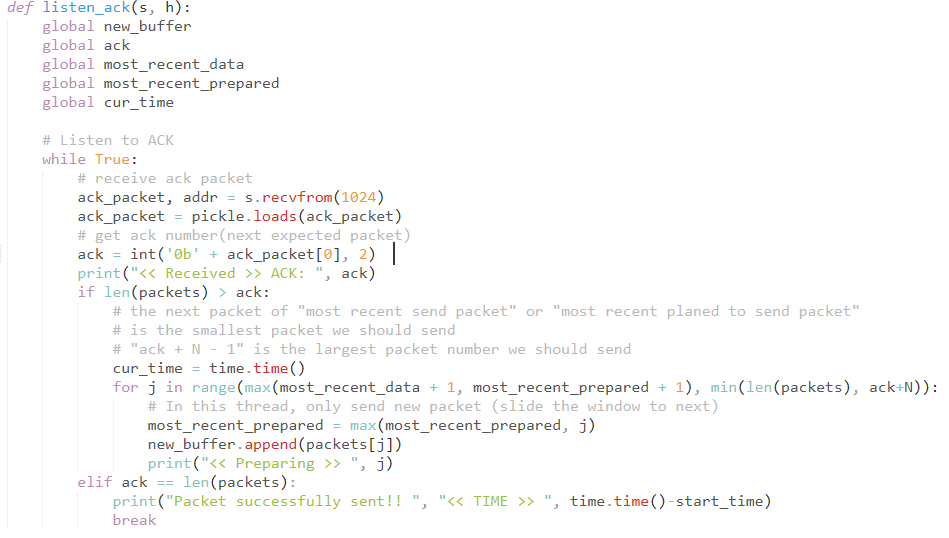 def listen_ack(s, h):
    global new_buffer
    global ack
    global most_recent_data
    global most_recent_prepared
    global cur_time

    # Listen to ACK
    while True:
        # receive ack packet
        ack_packet, addr = s.recvfrom(1024)
        ack_packet = pickle.loads(ack_packet)
        # get ack number(next expected packet)
        ack = int('0b' + ack_packet[0], 2)
        print("<< Received >> ACK: ", ack)
        if len(packets) > ack:
            # the next packet of "most recent send packet" or "most recent planed to send packet"
            # is the smallest packet we should send
            # "ack + N - 1" is the largest packet number we should send
            cur_time = time.time()
            for j in range(max(most_recent_data + 1, most_recent_prepared + 1), min(len(packets), ack+N)):
                # In this thread, only send new packet (slide the window to next)
                most_recent_prepared = max(most_recent_prepared, j)
                new_buffer.append(packets[j])
                print("<< Preparing >> ", j)
        elif ack == len(packets):
            print("Packet successfully sent!! ", "<< TIME >> ", time.time()-start_time)
            break